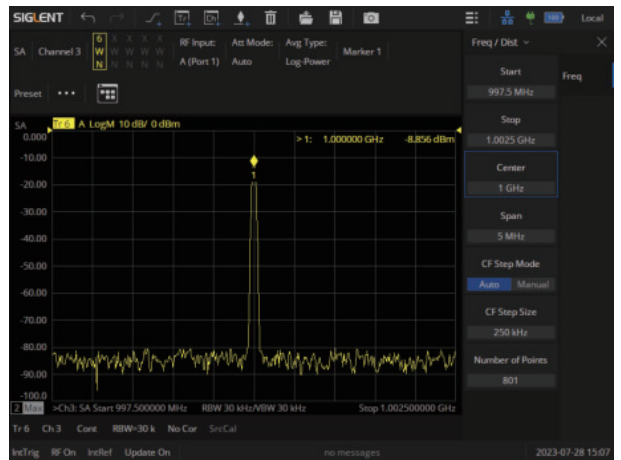 SIGLENT
Local
SA Channel 3
6 X X X X
W W W W W
N N N N N
RF Input:
A (Port 1)
Att Mode:
Auto
Avg Type:
Log-Power
Marker 1
Preset
SA
Tr 6 A LogM 10 dB/ 0 dBm
> 1: 1.000000 GHz -8.856 dBm
0.000
-10.00
-20.00
-30.00
-40.00
-50.00
-60.00
-70.00
-80.00
-90.00
-100.0
1
2 Max >Ch3: SA Start 997.500000 MHz RBW 30 kHz/VBW 30 kHz Stop 1.002500000 GHz
Tr 6 Ch 3 Cont RBW=30 k No Cor SrcCal
IntTrig RF On IntRef Update On no messages 2023-07-28 15:07
Freq / Dist
Freq
Start
997.5 MHz
Stop
1.0025 GHz
Center
1 GHz
Span
5 MHz
CF Step Mode
Auto Manual
CF Step Size
250 kHz
Number of Points
801